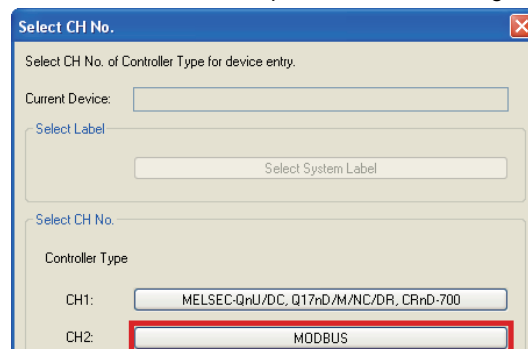 Select CH No.
Select CH No. of Controller Type for device entry.
Current Device:
Select Label
Select System Label
Select CH No.
Controller Type
CH1: MELSEC-QnU/DC, Q17nD/M/NC/DR, CRnD-700
CH2: MODBUS